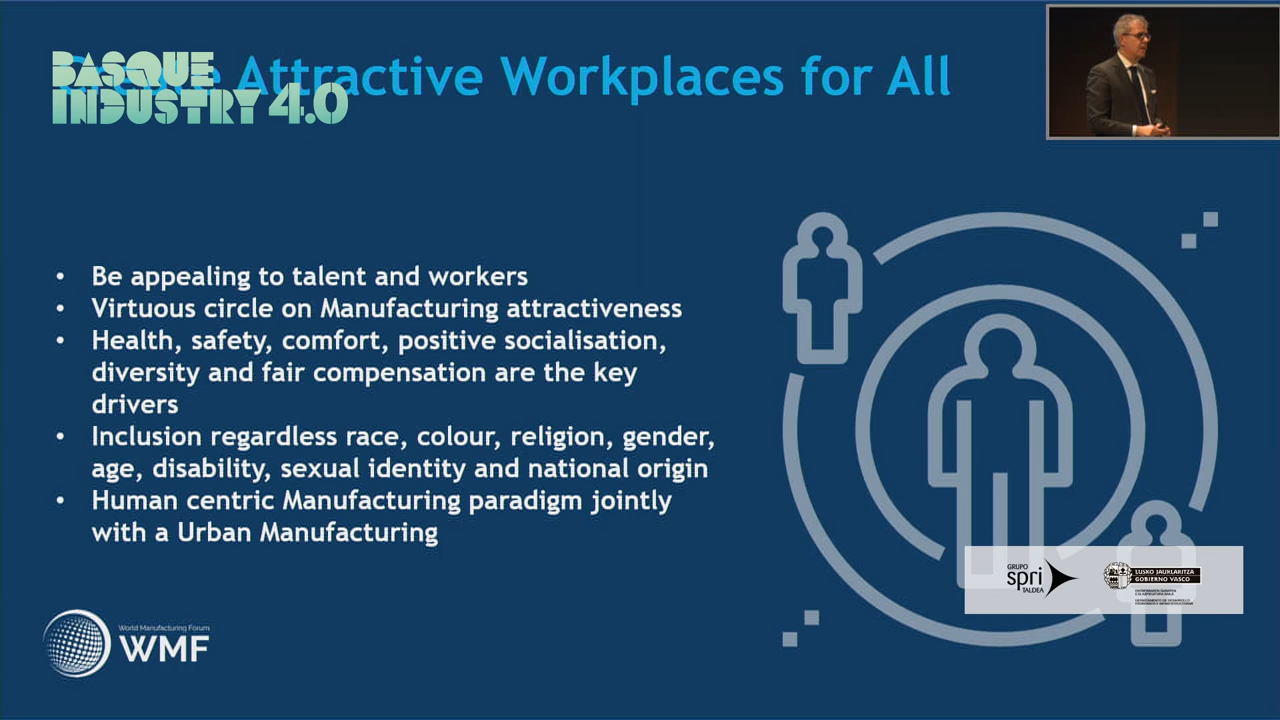 BASQUE
INDUSTRY 4.0
Attractive Workplaces for All
• Be appealing to talent and workers
• Virtuous circle on Manufacturing attractiveness
• Health, safety, comfort, positive socialisation,
diversity and fair compensation are the key
drivers
• Inclusion regardless race, colour, religion, gender,
age, disability, sexual identity and national origin
• Human centric Manufacturing paradigm jointly
with a Urban Manufacturing
GRUPO
spri
TALDEA
EUSKO JAURLARITZA
GOBIERNO VASCO
World Manufacturing Forum
WMF